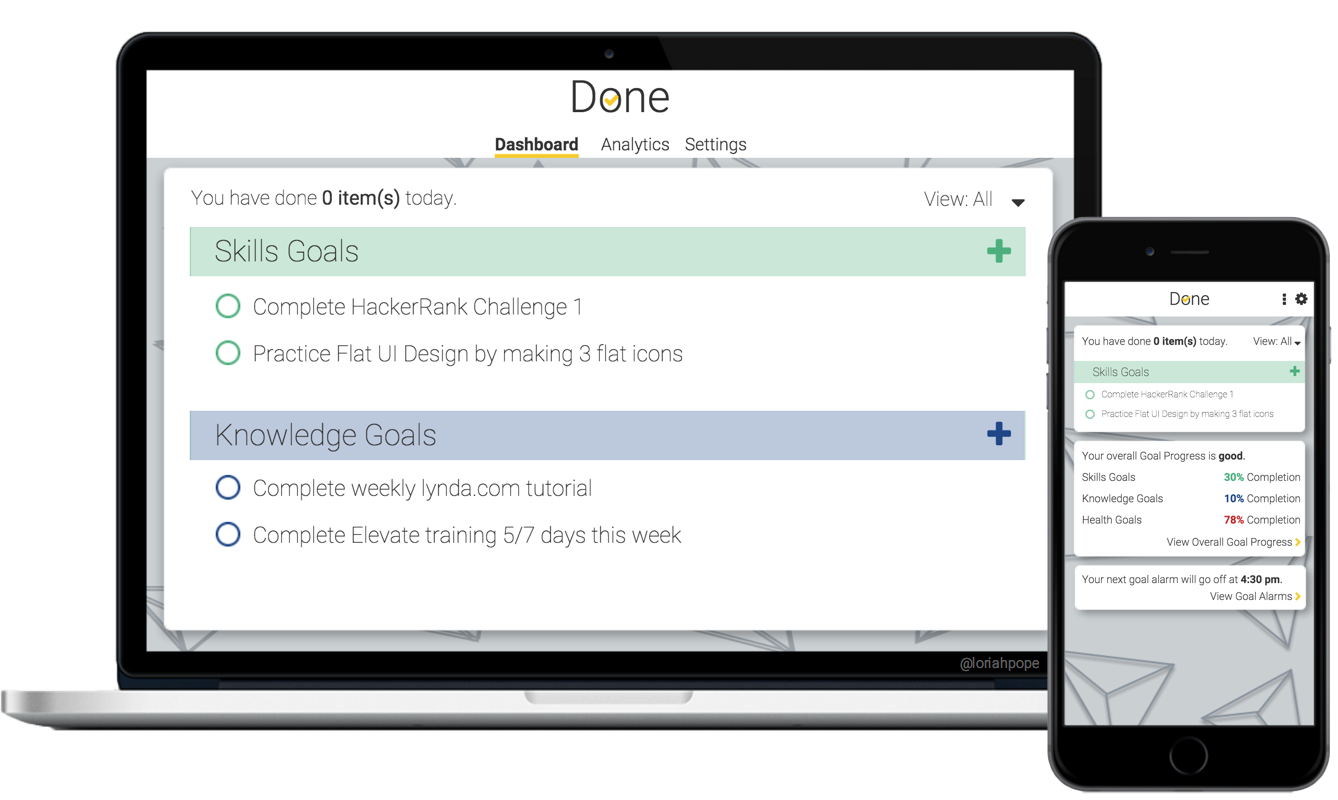 Done
Dashboard Analytics Settings
You have done 0 item(s) today. View: All
Skills Goals
Complete HackerRank Challenge 1
Practice Flat UI Design by making 3 flat icons
Knowledge Goals
Complete weekly lynda.com tutorial
Complete Elevate training 5/7 days this week
@loriahpope
Done
You have done 0 item(s) today. View: All
Skills Goals
Complete HackerRank Challenge 1
Practice Flat UI Design by making 3 flat icons
Your overall Goal Progress is good.
Skills Goals 30% Completion
Knowledge Goals 10% Completion
Health Goals 78% Completion
View Overall Goal Progress
Your next goal alarm will go off at 4:30 pm.
View Goal Alarms